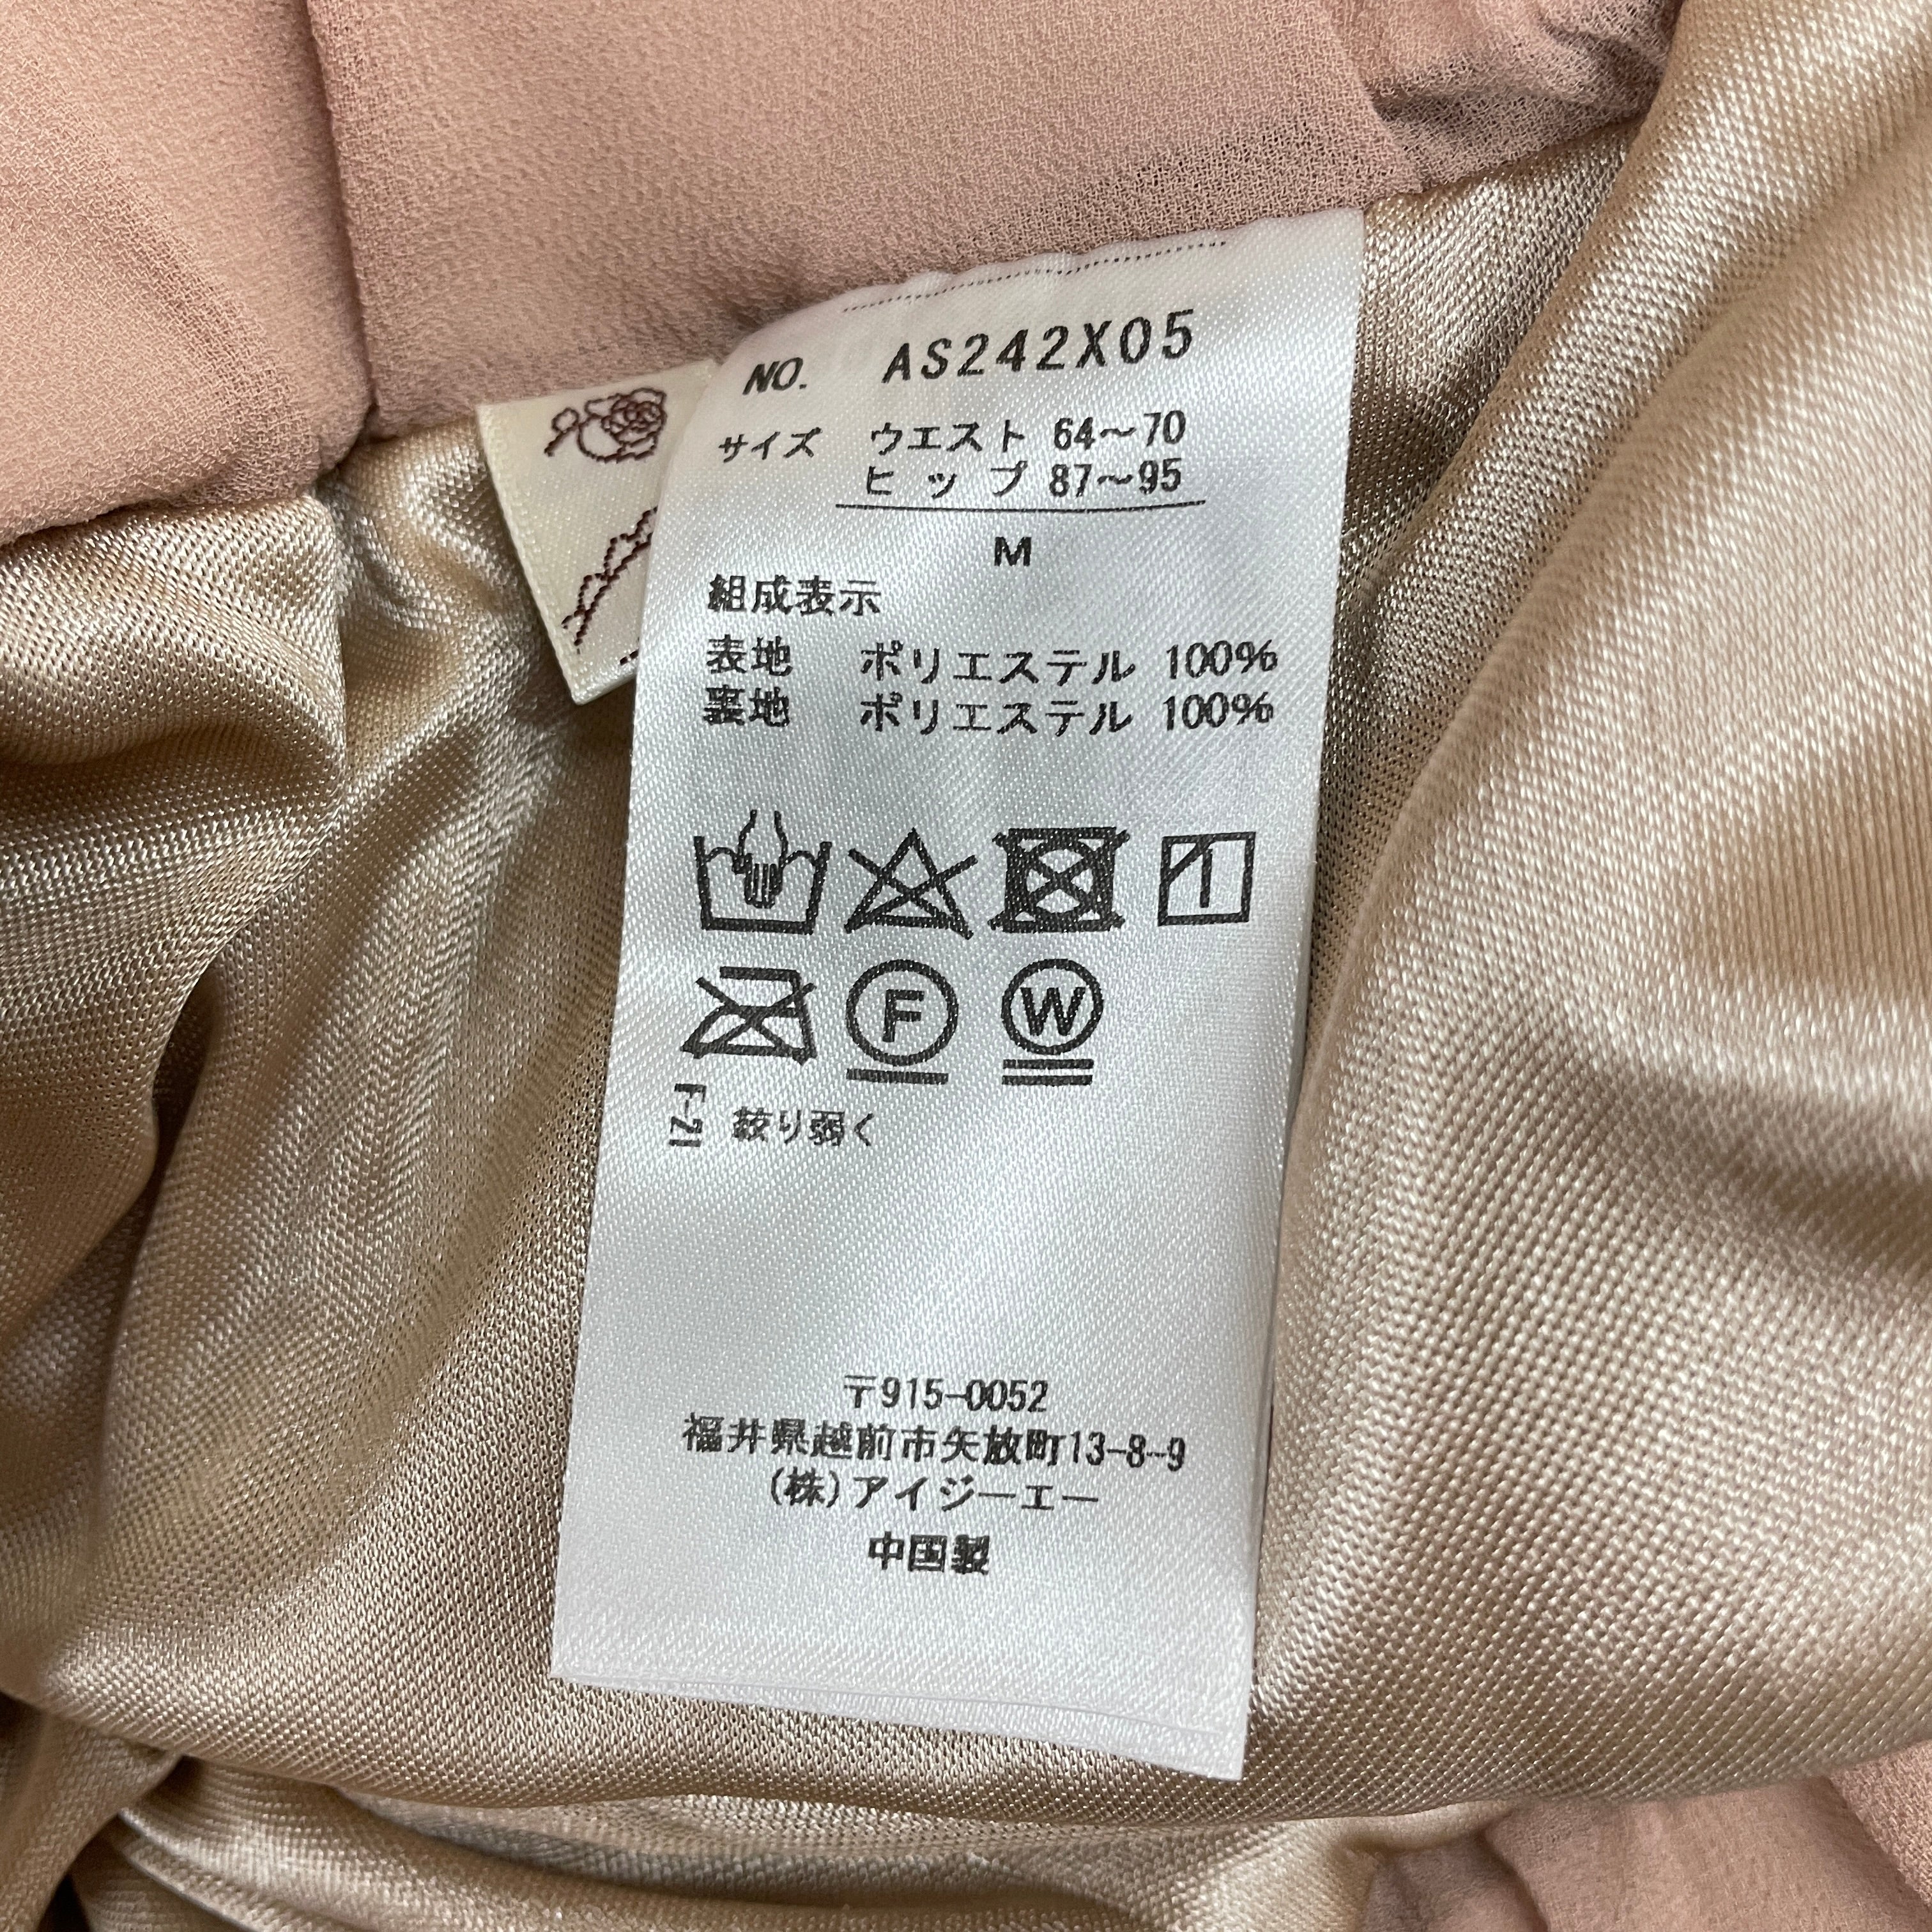 NO. AS242X05
サイズ ウエスト 64～70
ヒップ 87～95
M
組成表示
表地 ポリエステル 100%
裏地 ポリエステル 100%
F
W
F-21 絞り弱く
〒915-0052
福井県越前市矢放町13-8-9
(株)アイジーエー
中国製